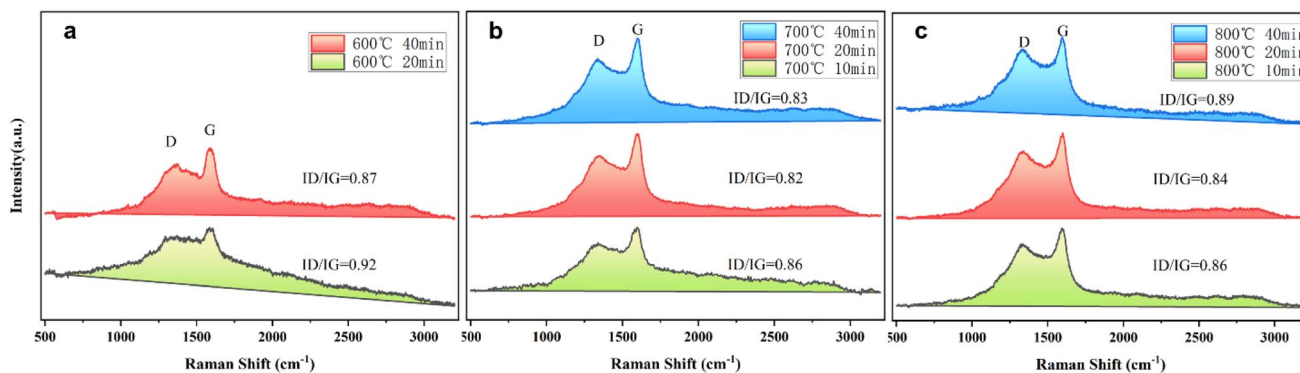 a
600℃ 40min
600℃ 20min
D
G
ID/IG=0.87
ID/IG=0.92
Intensity(a.u.)
500 1000 1500 2000 2500 3000
Raman Shift (cm⁻¹)
b
700℃ 40min
700℃ 20min
700℃ 10min
D
G
ID/IG=0.83
ID/IG=0.82
ID/IG=0.86
500 1000 1500 2000 2500 3000
Raman Shift (cm⁻¹)
c
800℃ 40min
800℃ 20min
800℃ 10min
D
G
ID/IG=0.89
ID/IG=0.84
ID/IG=0.86
500 1000 1500 2000 2500 3000
Raman Shift (cm⁻¹)